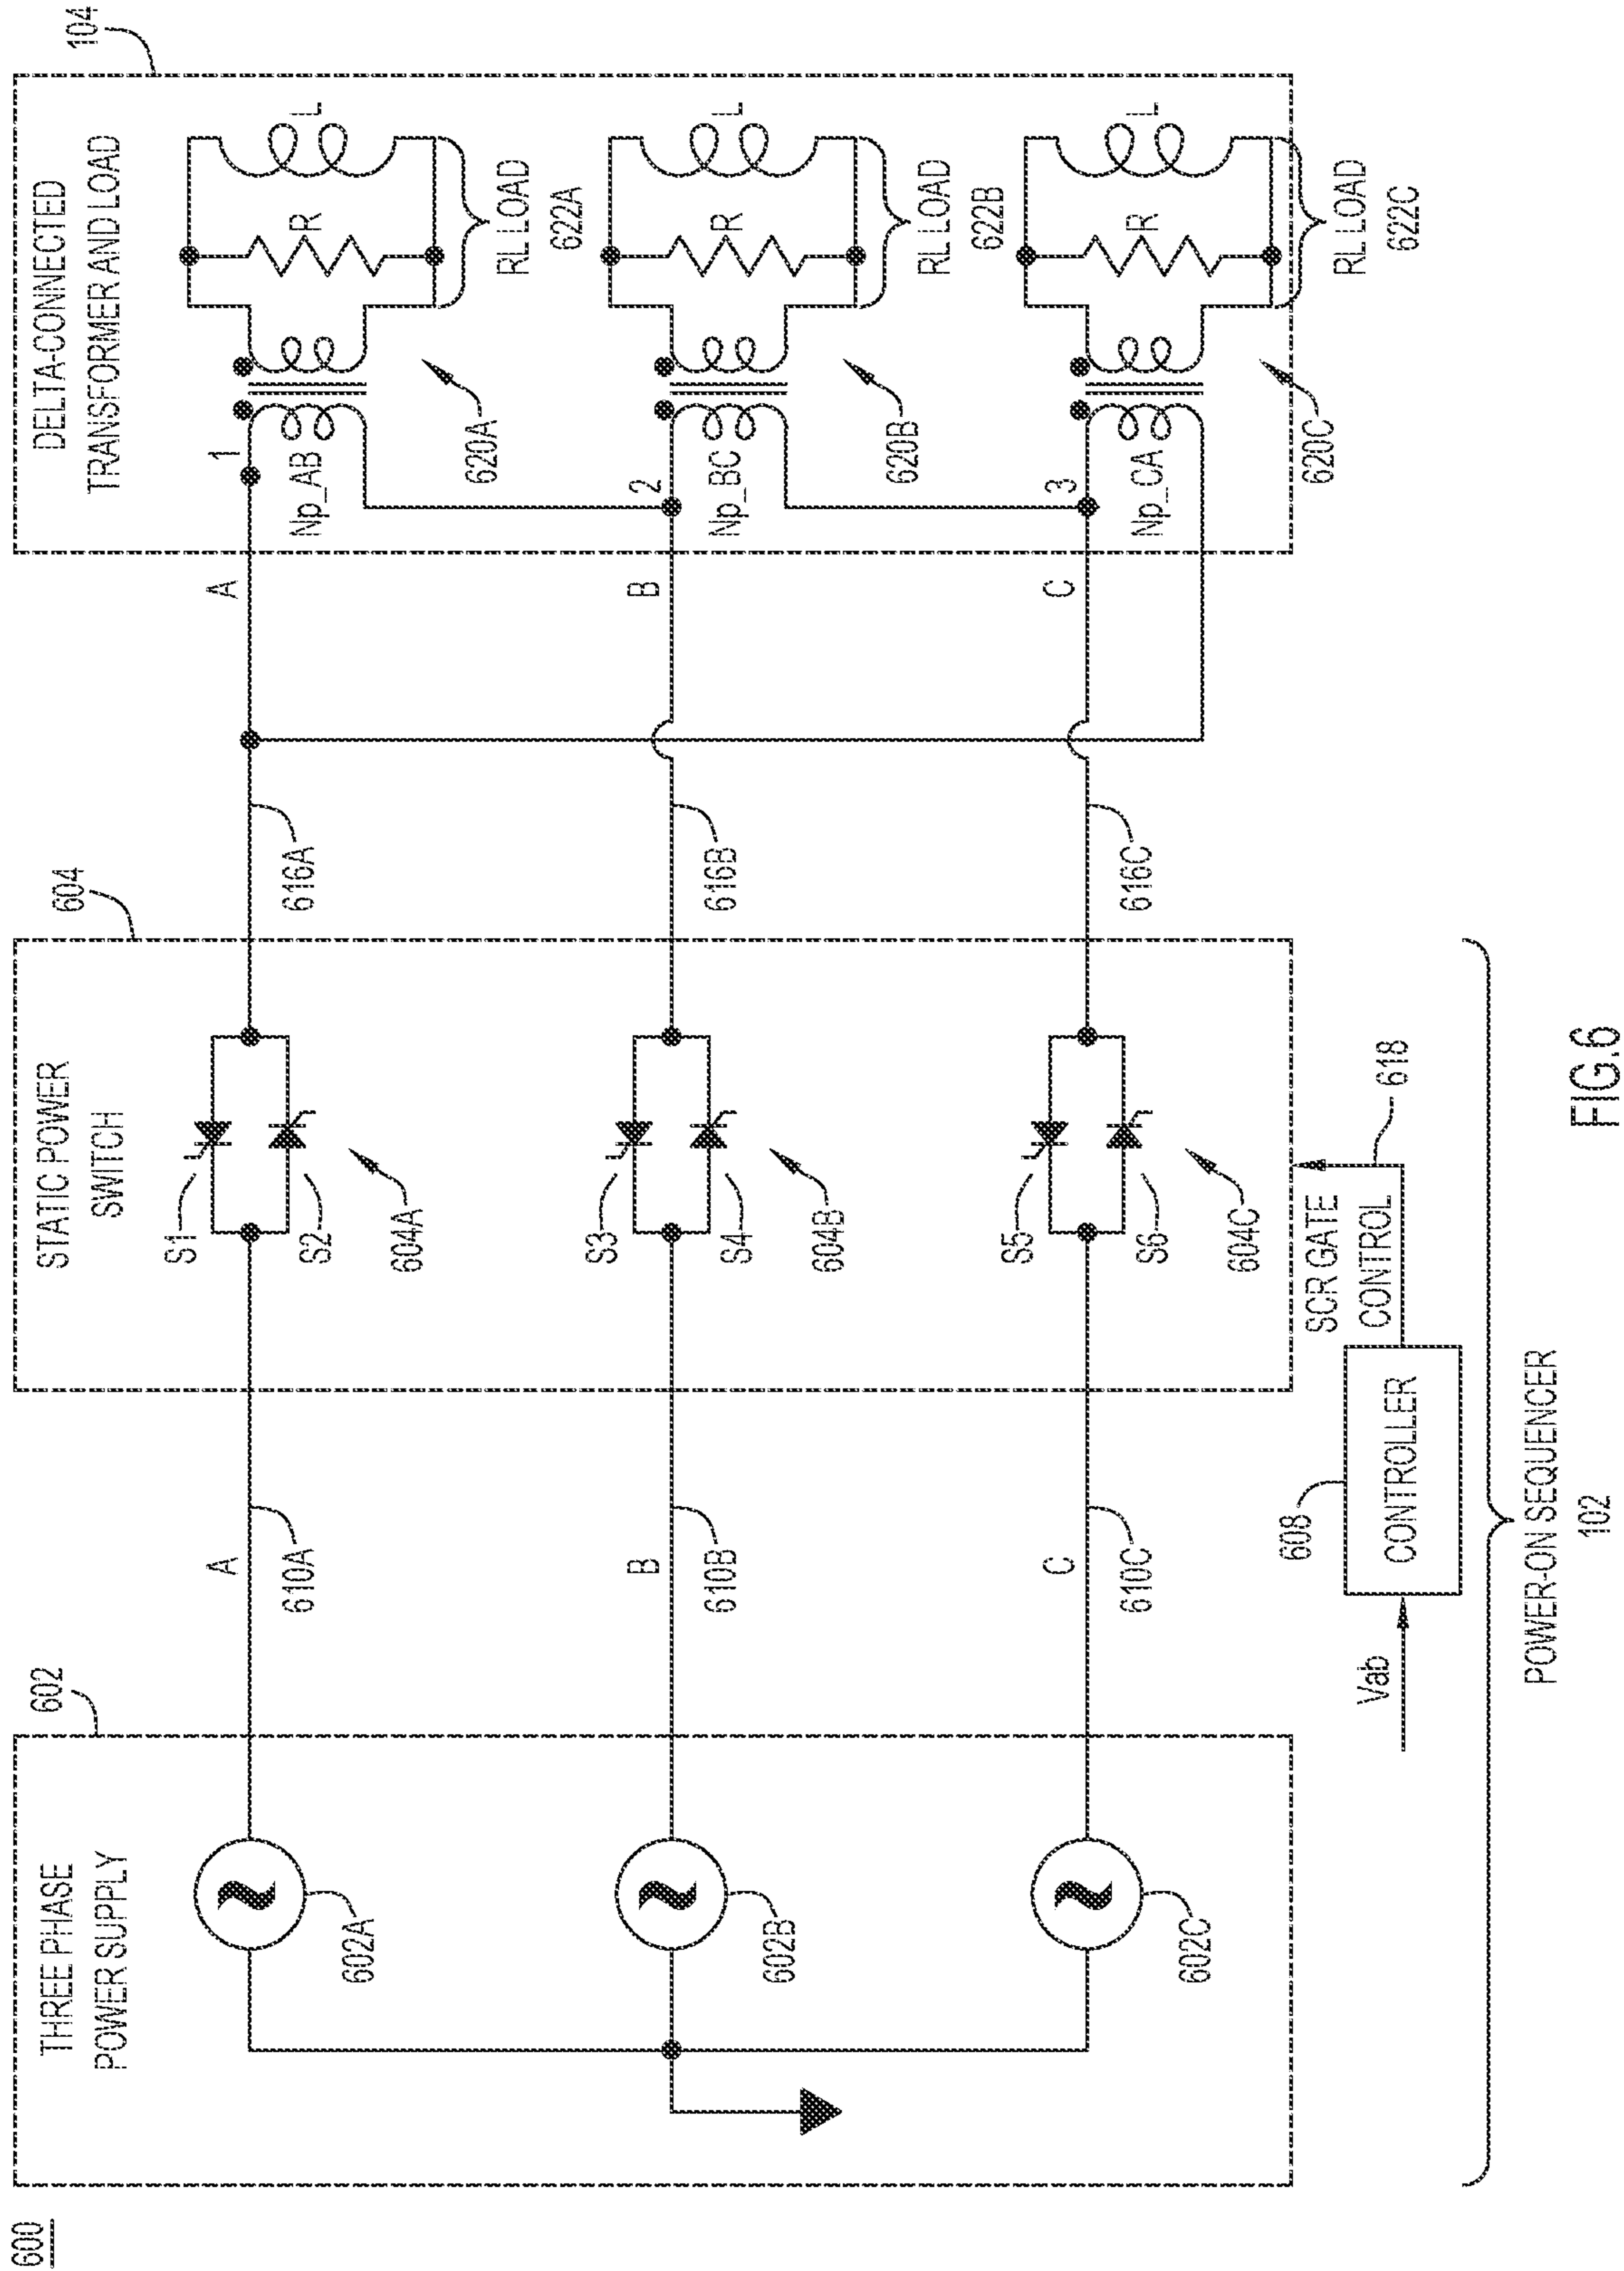 600
THREE PHASE
POWER SUPPLY
602
602A
602B
602C
A
610A
B
610B
C
610C
STATIC POWER
SWITCH
604
S1
S2
604A
S3
S4
604B
S5
S6
604C
616A
616B
616C
A
B
C
DELTA-CONNECTED
TRANSFORMER AND LOAD
104
1
Np_AB
620A
R
L
RL LOAD
622A
2
Np_BC
620B
R
L
RL LOAD
622B
3
Np_CA
620C
R
L
RL LOAD
622C
Vab
608
CONTROLLER
SCR GATE
CONTROL
618
POWER-ON SEQUENCER
102
FIG.6